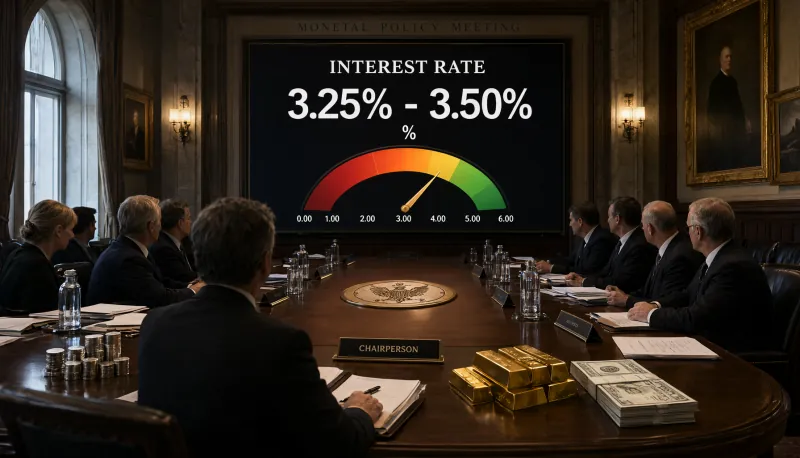 MONETAL POLICY MEETING
INTEREST RATE
3.25% - 3.50%
%
0.00 1.00 2.00 3.00 4.00 5.00 6.00
CHAIRPERSON